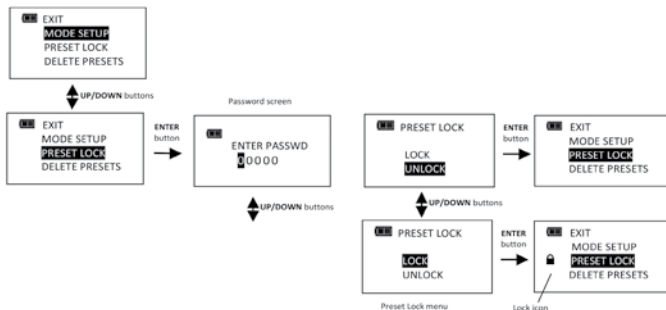 EXIT
MODE SETUP
PRESET LOCK
DELETE PRESETS
UP/DOWN buttons
EXIT
MODE SETUP
PRESET LOCK
DELETE PRESETS
ENTER
button
Password screen
ENTER PASSWD
00000
UP/DOWN buttons
PRESET LOCK
LOCK
UNLOCK
ENTER
button
EXIT
MODE SETUP
PRESET LOCK
DELETE PRESETS
UP/DOWN buttons
PRESET LOCK
LOCK
UNLOCK
Preset Lock menu
ENTER
button
EXIT
MODE SETUP
PRESET LOCK
DELETE PRESETS
Lock icon